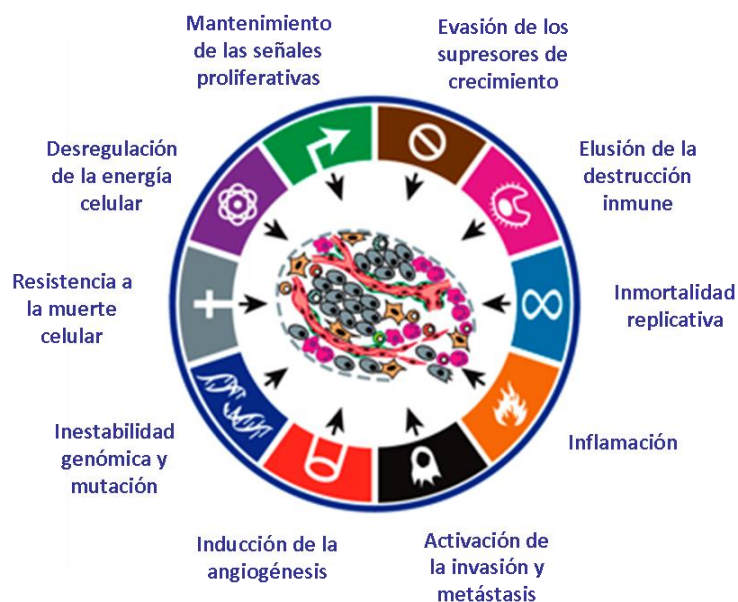 Mantenimiento
de las señales
proliferativas
Evasión de los
supresores de
crecimiento
Desregulación
de la energía
celular
Elusión de la
destrucción
inmune
Resistencia a
la muerte
celular
Inmortalidad
replicativa
Inestabilidad
genómica y
mutación
Inflamación
Inducción de la
angiogénesis
Activación de
la invasión y
metástasis